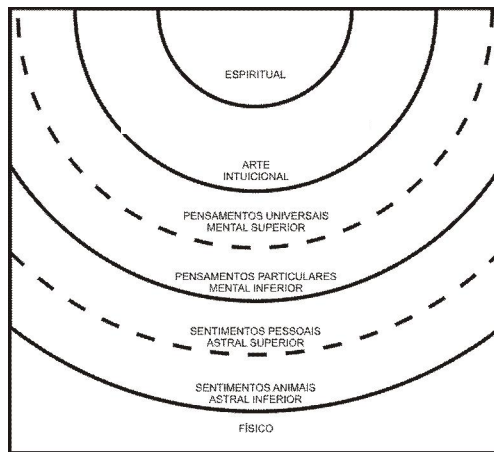 ESPIRITUAL
ARTE
INTUICIONAL
PENSAMENTOS UNIVERSAIS
MENTAL SUPERIOR
PENSAMENTOS PARTICULARES
MENTAL INFERIOR
SENTIMENTOS PESSOAIS
ASTRAL SUPERIOR
SENTIMENTOS ANIMAIS
ASTRAL INFERIOR
FÍSICO